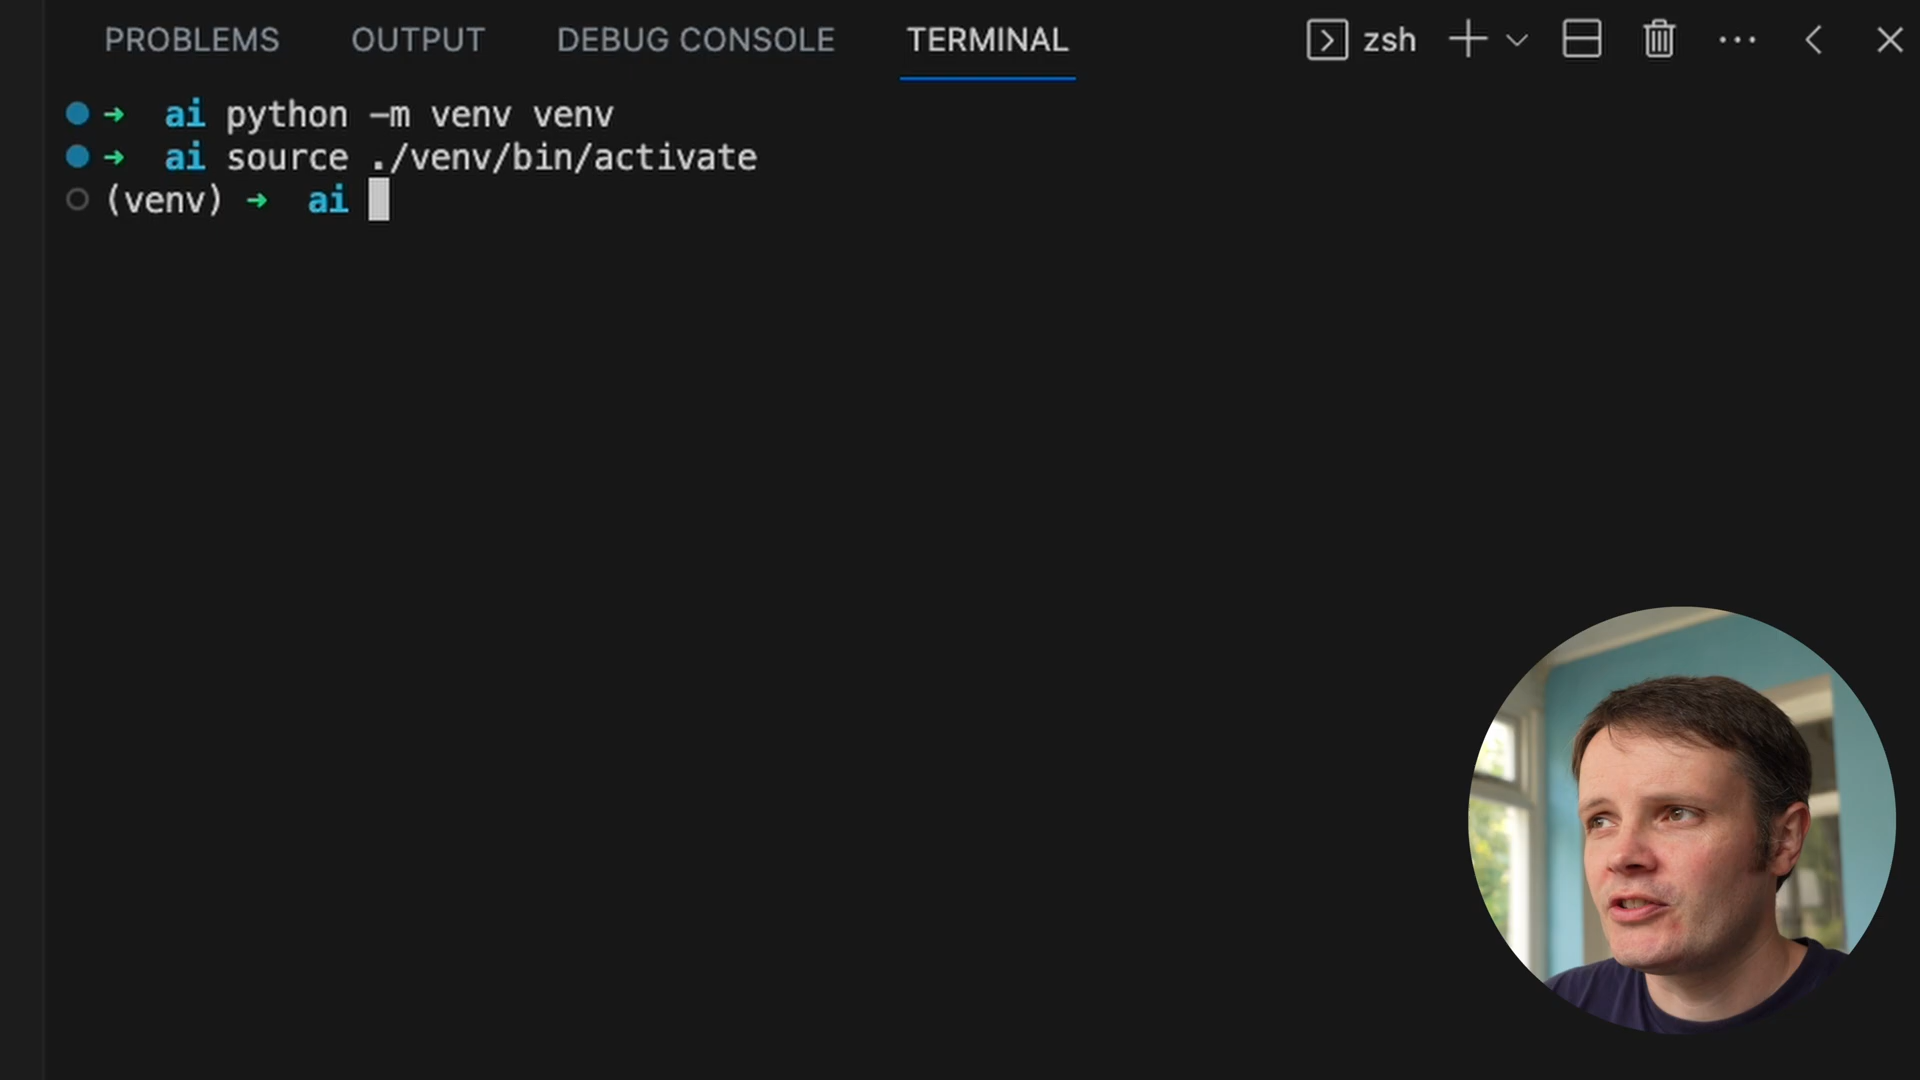 PROBLEMS OUTPUT DEBUG CONSOLE TERMINAL zsh
➜ ai python -m venv venv
➜ ai source ./venv/bin/activate
(venv) ➜ ai